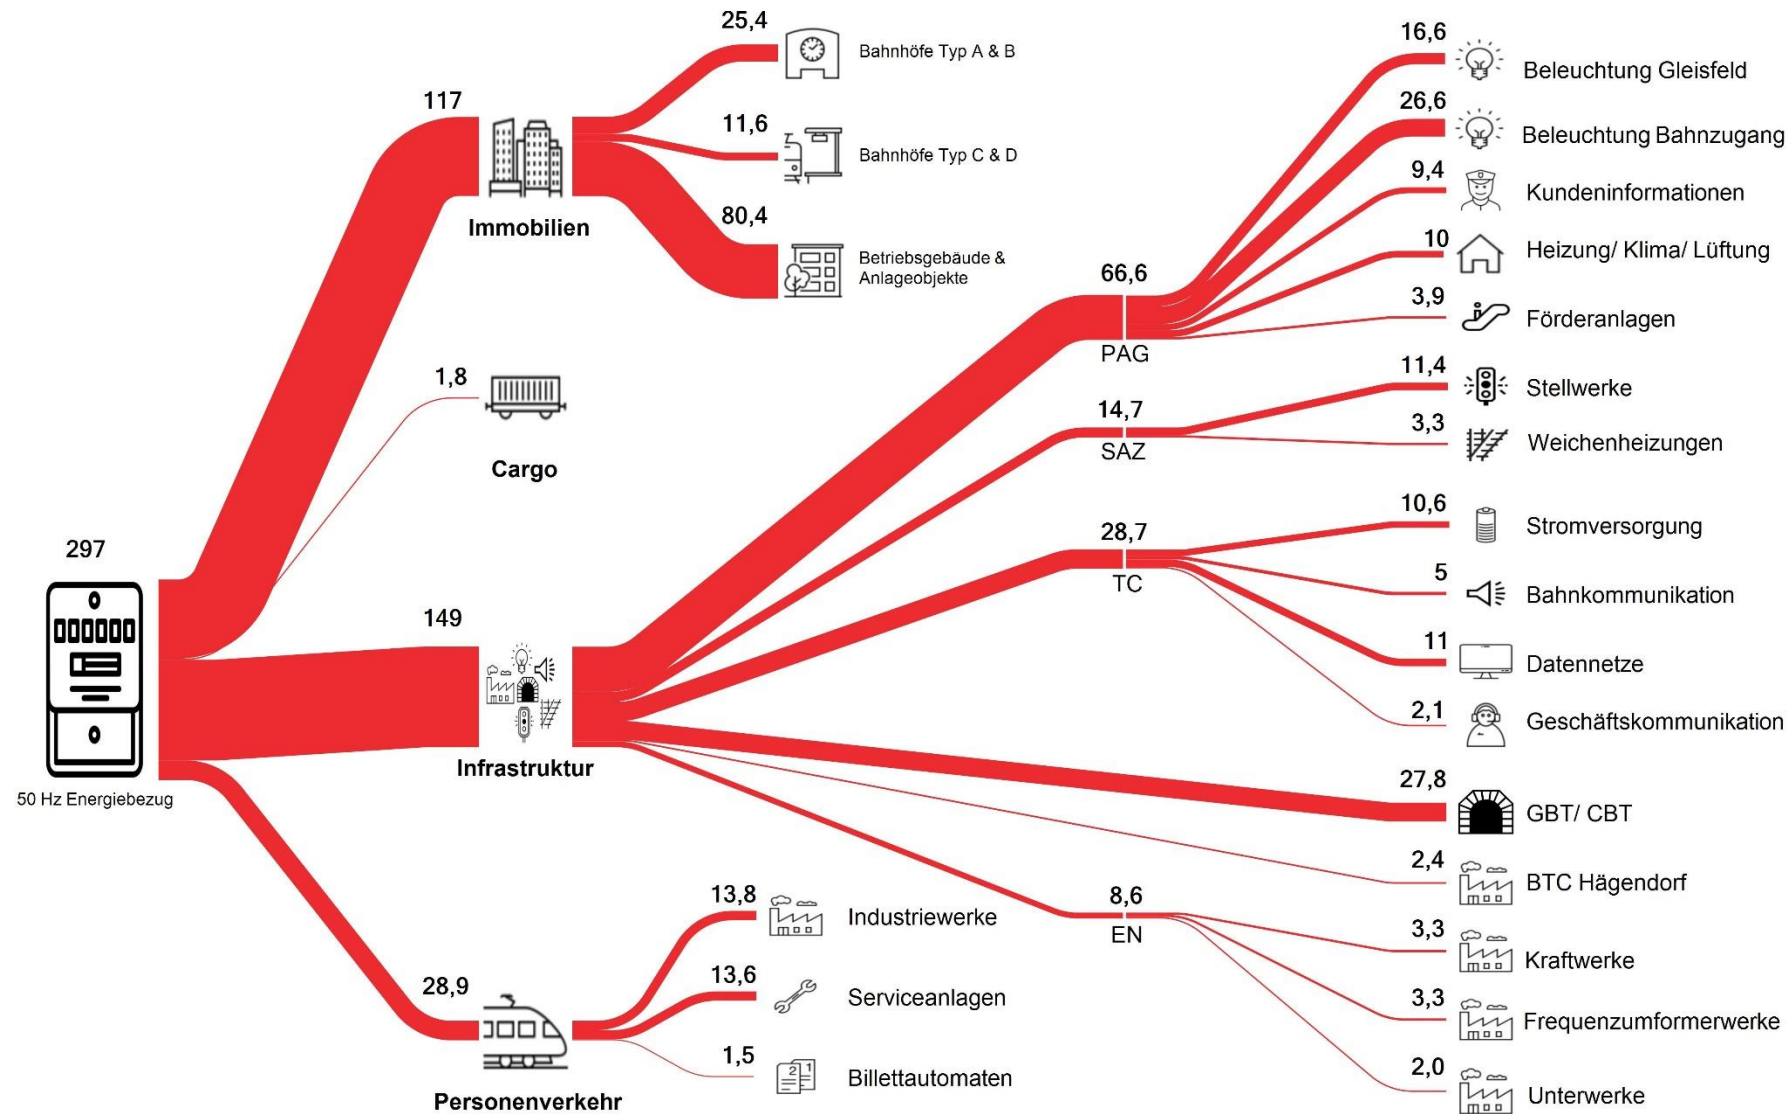 297
50 Hz Energiebezug
117
Immobilien
1,8
Cargo
149
Infrastruktur
28,9
Personenverkehr
25,4
Bahnhöfe Typ A & B
11,6
Bahnhöfe Typ C & D
80,4
Betriebsgebäude &
Anlageobjekte
13,8
Industriewerke
13,6
Serviceanlagen
1,5
2 1
Billettautomaten
66,6
PAG
14,7
SAZ
28,7
TC
8,6
EN
16,6
Beleuchtung Gleisfeld
26,6
Beleuchtung Bahnzugang
9,4
Kundeninformationen
10
Heizung/ Klima/ Lüftung
3,9
Förderanlagen
11,4
Stellwerke
3,3
Weichenheizungen
10,6
Stromversorgung
5
Bahnkommunikation
11
Datennetze
2,1
Geschäftskommunikation
27,8
GBT/ CBT
2,4
BTC Hägendorf
3,3
Kraftwerke
3,3
Frequenzumformerwerke
2,0
Unterwerke